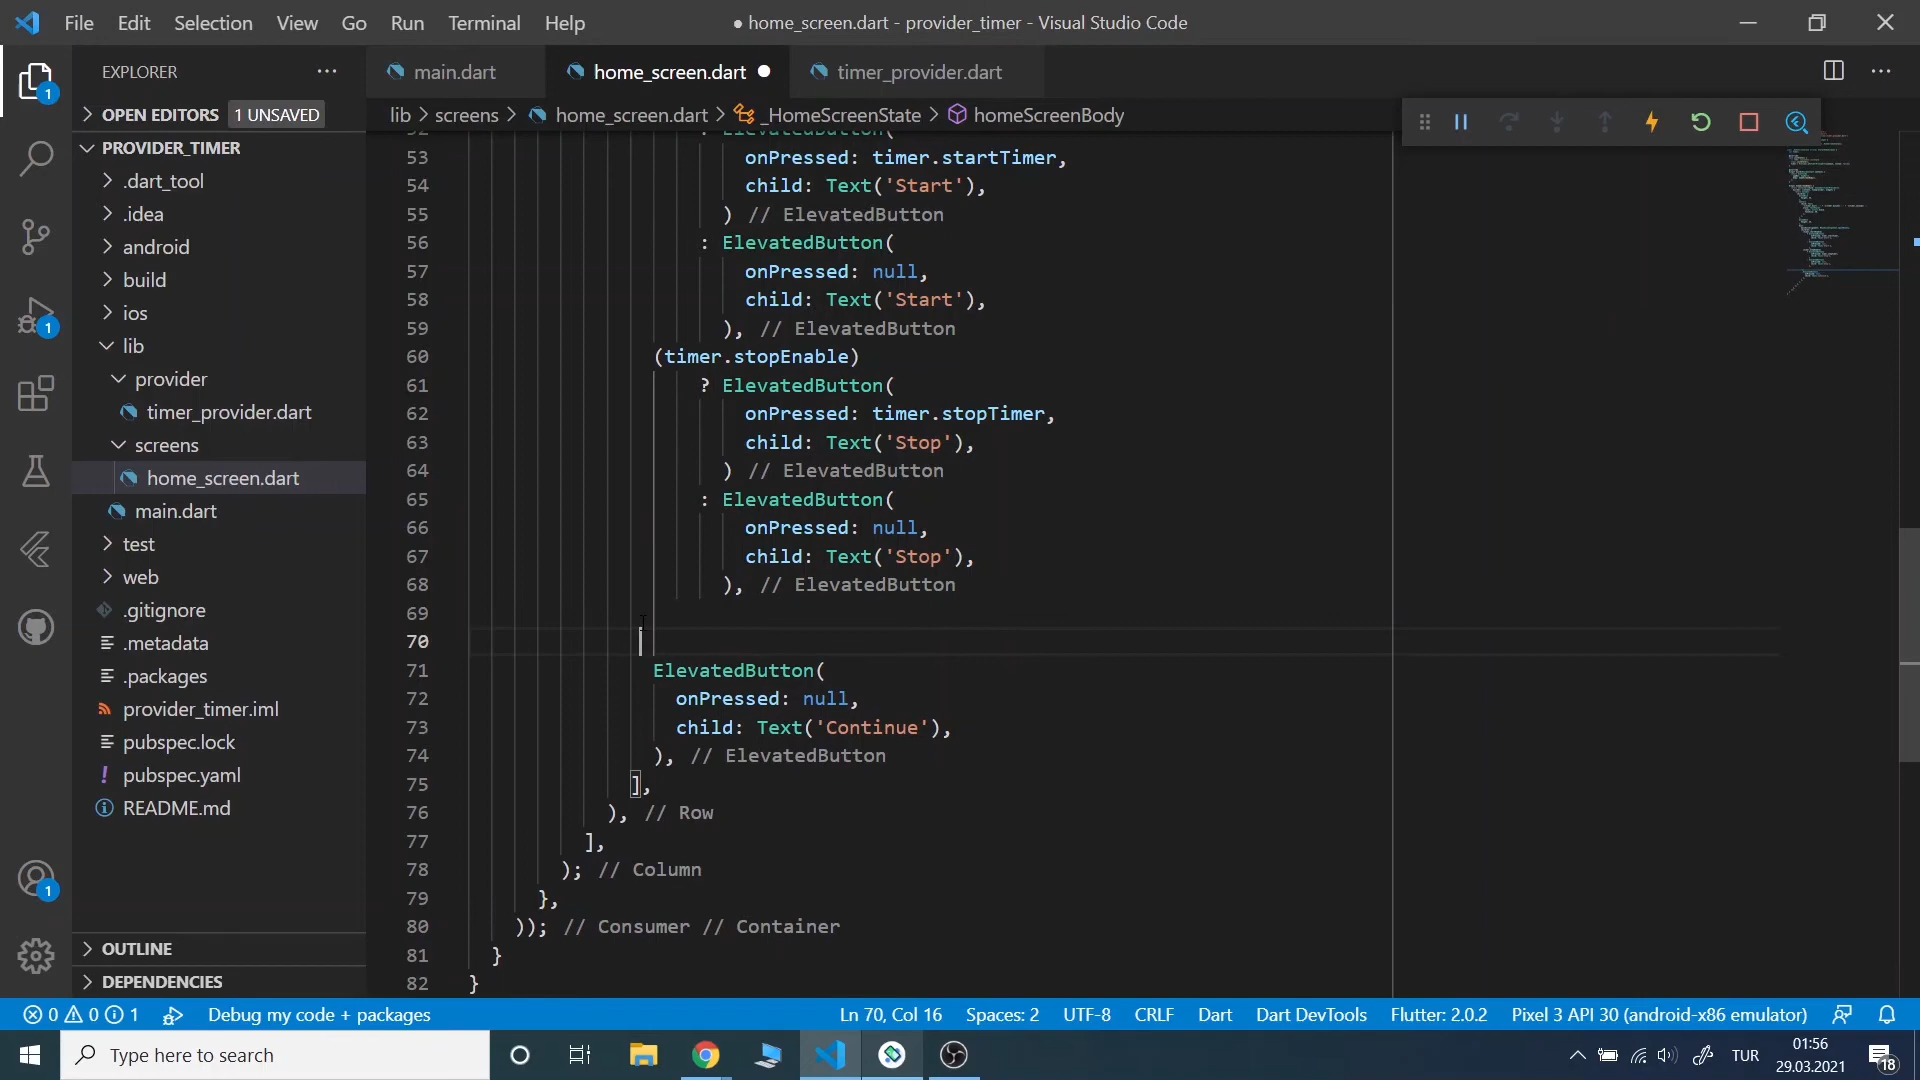 File Edit Selection View Go Run Terminal Help
● home_screen.dart - provider_timer - Visual Studio Code
EXPLORER
main.dart
home_screen.dart
timer_provider.dart
OPEN EDITORS 1 UNSAVED
lib > screens > home_screen.dart > _HomeScreenState > homeScreenBody
PROVIDER_TIMER
.dart_tool
.idea
android
build
ios
lib
provider
timer_provider.dart
screens
home_screen.dart
main.dart
test
web
.gitignore
.metadata
.packages
provider_timer.iml
pubspec.lock
pubspec.yaml
README.md
OUTLINE
DEPENDENCIES
1
1
1
52 : ElevatedButton(
53 onPressed: timer.startTimer,
54 child: Text('Start'),
55 ) // ElevatedButton
56 : ElevatedButton(
57 onPressed: null,
58 child: Text('Start'),
59 ), // ElevatedButton
60 (timer.stopEnable)
61 ? ElevatedButton(
62 onPressed: timer.stopTimer,
63 child: Text('Stop'),
64 ) // ElevatedButton
65 : ElevatedButton(
66 onPressed: null,
67 child: Text('Stop'),
68 ), // ElevatedButton
69
70
71 ElevatedButton(
72 onPressed: null,
73 child: Text('Continue'),
74 ), // ElevatedButton
75 ],
76 ), // Row
77 ],
78 ); // Column
79 },
80 )); // Consumer // Container
81 }
82 }
0 0 1 Debug my code + packages
Ln 70, Col 16 Spaces: 2 UTF-8 CRLF Dart Dart DevTools Flutter: 2.0.2 Pixel 3 API 30 (android-x86 emulator)
Type here to search
TUR
01:56
29.03.2021
18